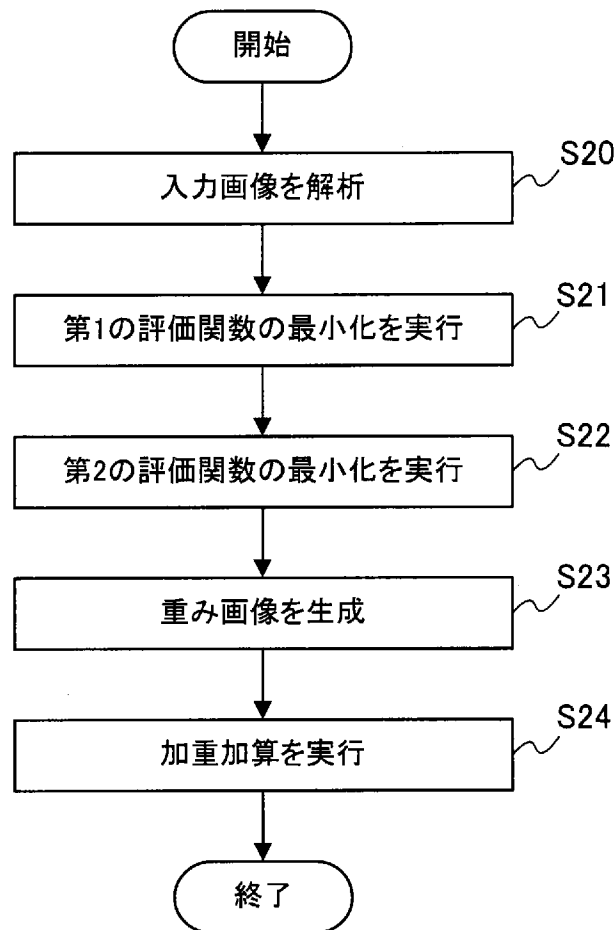 開始
入力画像を解析
S20
第1の評価関数の最小化を実行
S21
第2の評価関数の最小化を実行
S22
重み画像を生成
S23
加重加算を実行
S24
終了